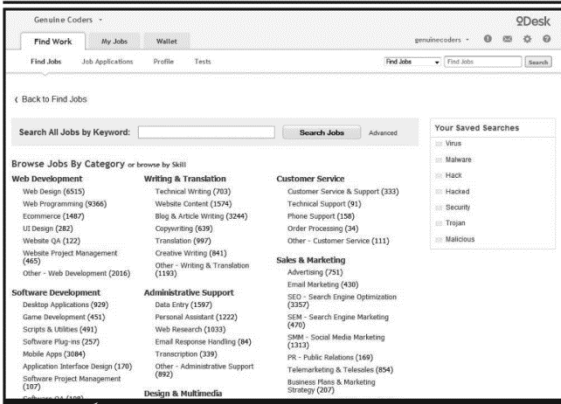 Genuine Coders
oDesk
Find Work
My Jobs
Wallet
genuinecoders
Find Jobs
Job Applications
Profile
Tests
Find Jobs
Find Jobs
Search
Back to Find Jobs
Search All Jobs by Keyword:
Search Jobs
Advanced
Your Saved Searches
Virus
Malware
Hack
Hacked
Security
Trojan
Malicious
Browse Jobs By Category or browse by Skill
Web Development
Web Design (6515)
Web Programming (9366)
Ecommerce (1487)
UI Design (282)
Website QA (122)
Website Project Management
(465)
Other - Web Development (2016)
Software Development
Desktop Applications (929)
Game Development (451)
Scripts & Utilities (491)
Software Plug-ins (257)
Mobile Apps (3084)
Application Interface Design (170)
Software Project Management
(107)
Software QA (108)
Writing & Translation
Technical Writing (703)
Website Content (1574)
Blog & Article Writing (3244)
Copywriting (639)
Translation (997)
Creative Writing (841)
Other - Writing & Translation
(1193)
Administrative Support
Data Entry (1597)
Personal Assistant (1222)
Web Research (1033)
Email Response Handling (84)
Transcription (339)
Other - Administrative Support
(892)
Design & Multimedia
Customer Service
Customer Service & Support (333)
Technical Support (91)
Phone Support (158)
Order Processing (34)
Other - Customer Service (111)
Sales & Marketing
Advertising (751)
Email Marketing (430)
SEO - Search Engine Optimization
(3357)
SEM - Search Engine Marketing
(470)
SMM - Social Media Marketing
(1313)
PR - Public Relations (169)
Telemarketing & Telesales (854)
Business Plans & Marketing
Strategy (207)